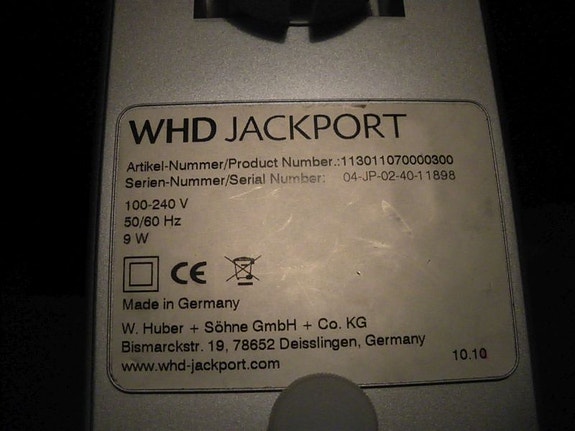 WHD JACKPORT
Artikel-Nummer/Product Number.:113011070000300
Serien-Nummer/Serial Number: 04-JP-02-40-11898
100-240 V
50/60 Hz
9 W
CE
Made in Germany
W. Huber + Söhne GmbH + Co. KG
Bismarckstr. 19, 78652 Deisslingen, Germany
www.whd-jackport.com 10.10